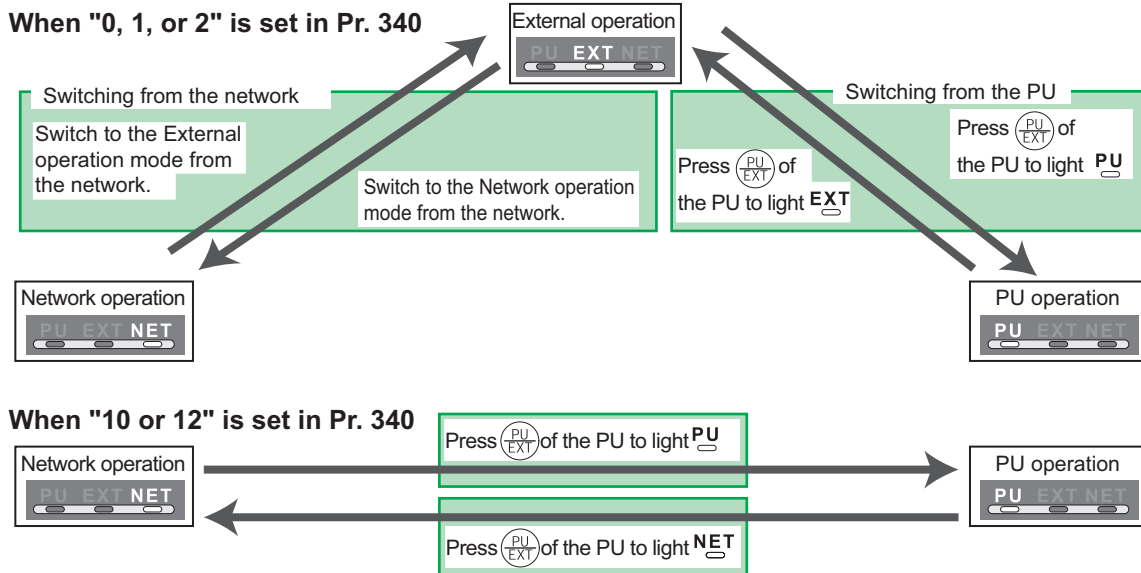 When "0, 1, or 2" is set in Pr. 340
External operation
PU EXT NET
Switching from the network
Switch to the External
operation mode from
the network.
Switch to the Network operation
mode from the network.
Switching from the PU
Press PU/EXT of
the PU to light EXT
Press PU/EXT of
the PU to light PU
Network operation
PU EXT NET
PU operation
PU EXT NET
When "10 or 12" is set in Pr. 340
Network operation
PU EXT NET
Press PU/EXT of the PU to light PU
Press PU/EXT of the PU to light NET
PU operation
PU EXT NET